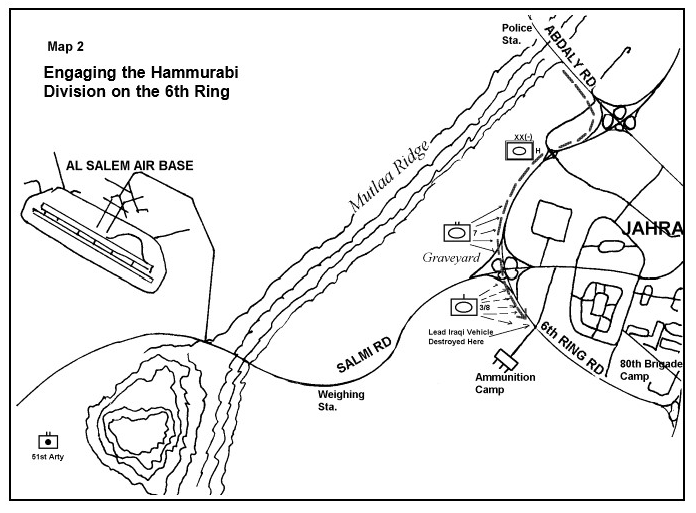 Map 2
Engaging the Hammurabi
Division on the 6th Ring
Police
Sta.
ABDALY RD
XX(-)
H
AL SALEM AIR BASE
Mutlaa Ridge
JAHRA
7
Graveyard
3/8
Lead Iraqi Vehicle
Destroyed Here
6th RING RD
SALMI RD
80th Brigade
Camp
Ammunition
Camp
Weighing
Sta.
51st Arty